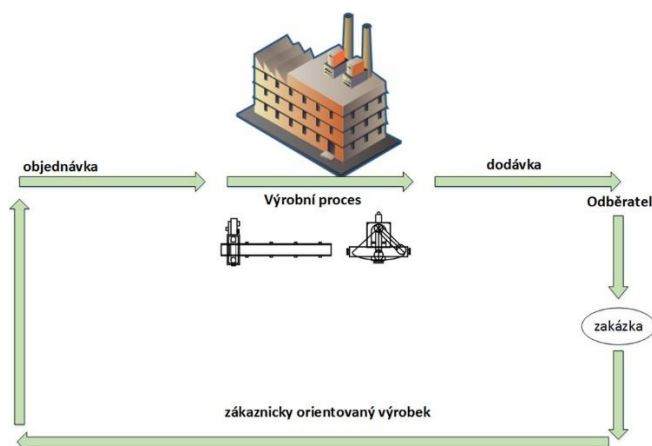 objednávka
dodávka
Výrobní proces
Odběratel
zakázka
zákaznicky orientovaný výrobek